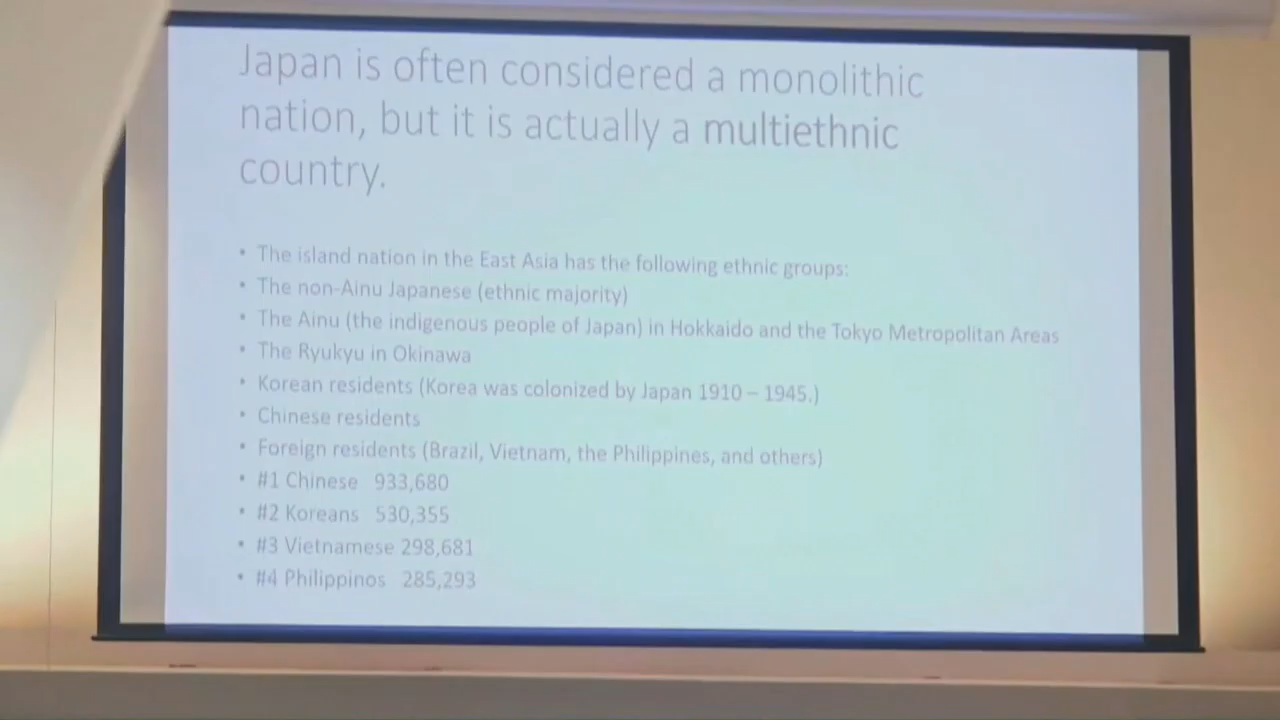 Japan is often considered a monolithic
nation, but it is actually a multiethnic
country.
• The island nation in the East Asia has the following ethnic groups:
• The non-Ainu Japanese (ethnic majority)
• The Ainu (the indigenous people of Japan) in Hokkaido and the Tokyo Metropolitan Areas
• The Ryukyu in Okinawa
• Korean residents (Korea was colonized by Japan 1910 – 1945.)
• Chinese residents
• Foreign residents (Brazil, Vietnam, the Philippines, and others)
• #1 Chinese 933,680
• #2 Koreans 530,355
• #3 Vietnamese 298,681
• #4 Philippinos 285,293